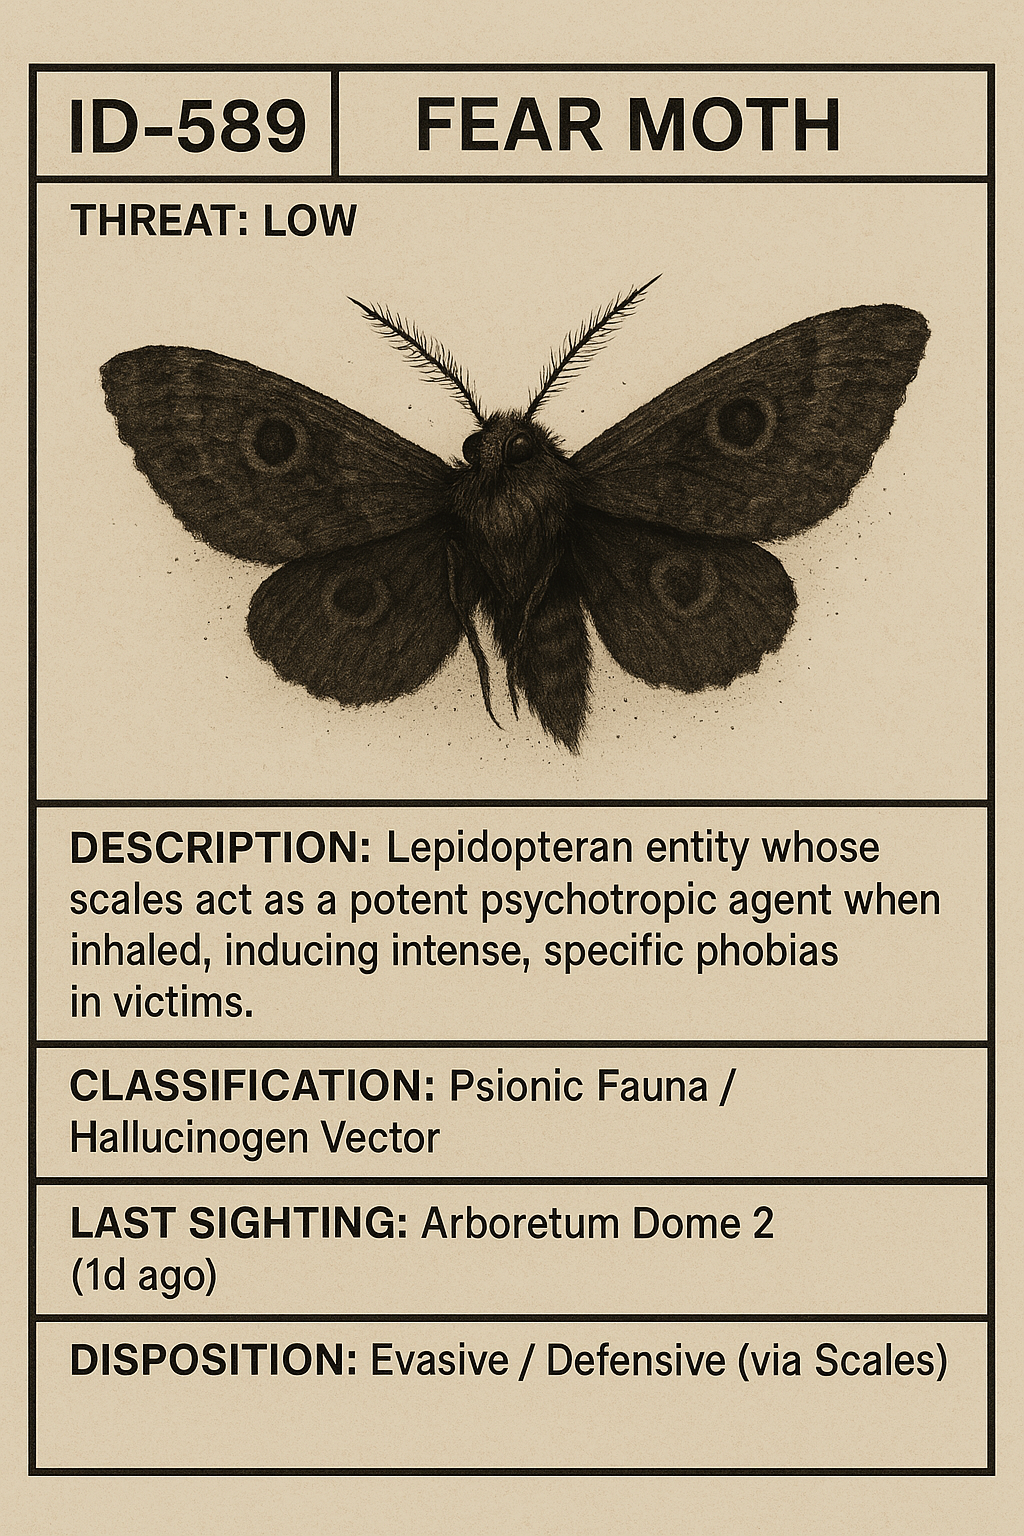 ID-589
FEAR MOTH
THREAT: LOW
DESCRIPTION: Lepidopteran entity whose
scales act as a potent psychotropic agent when
inhaled, inducing intense, specific phobias
in victims.
CLASSIFICATION: Psionic Fauna /
Hallucinogen Vector
LAST SIGHTING: Arboretum Dome 2
(1d ago)
DISPOSITION: Evasive / Defensive (via Scales)